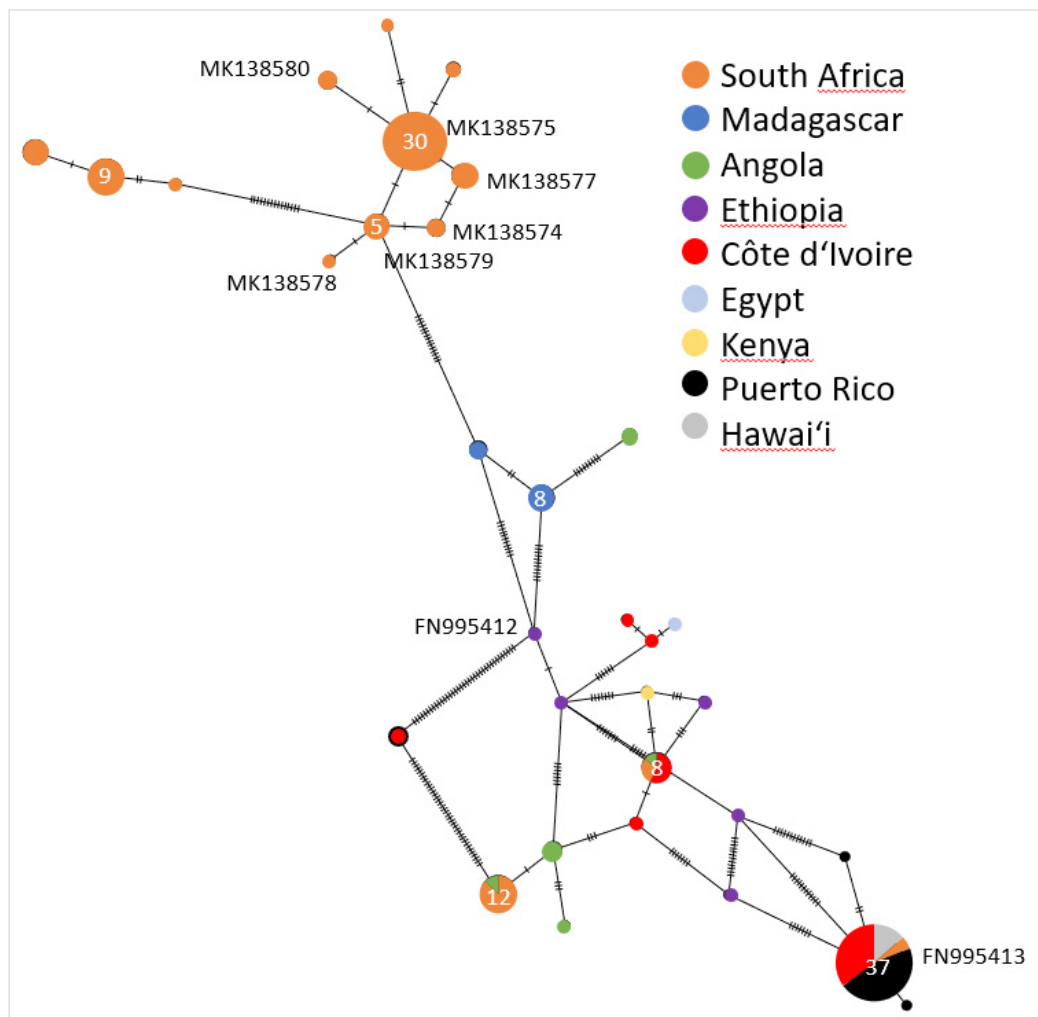 MK138580
MK138575
30
MK138577
9
5
MK138574
MK138579
MK138578
South Africa
Madagascar
Angola
Ethiopia
Côte d‘Ivoire
Egypt
Kenya
Puerto Rico
Hawai‘i
8
FN995412
8
12
37
FN995413